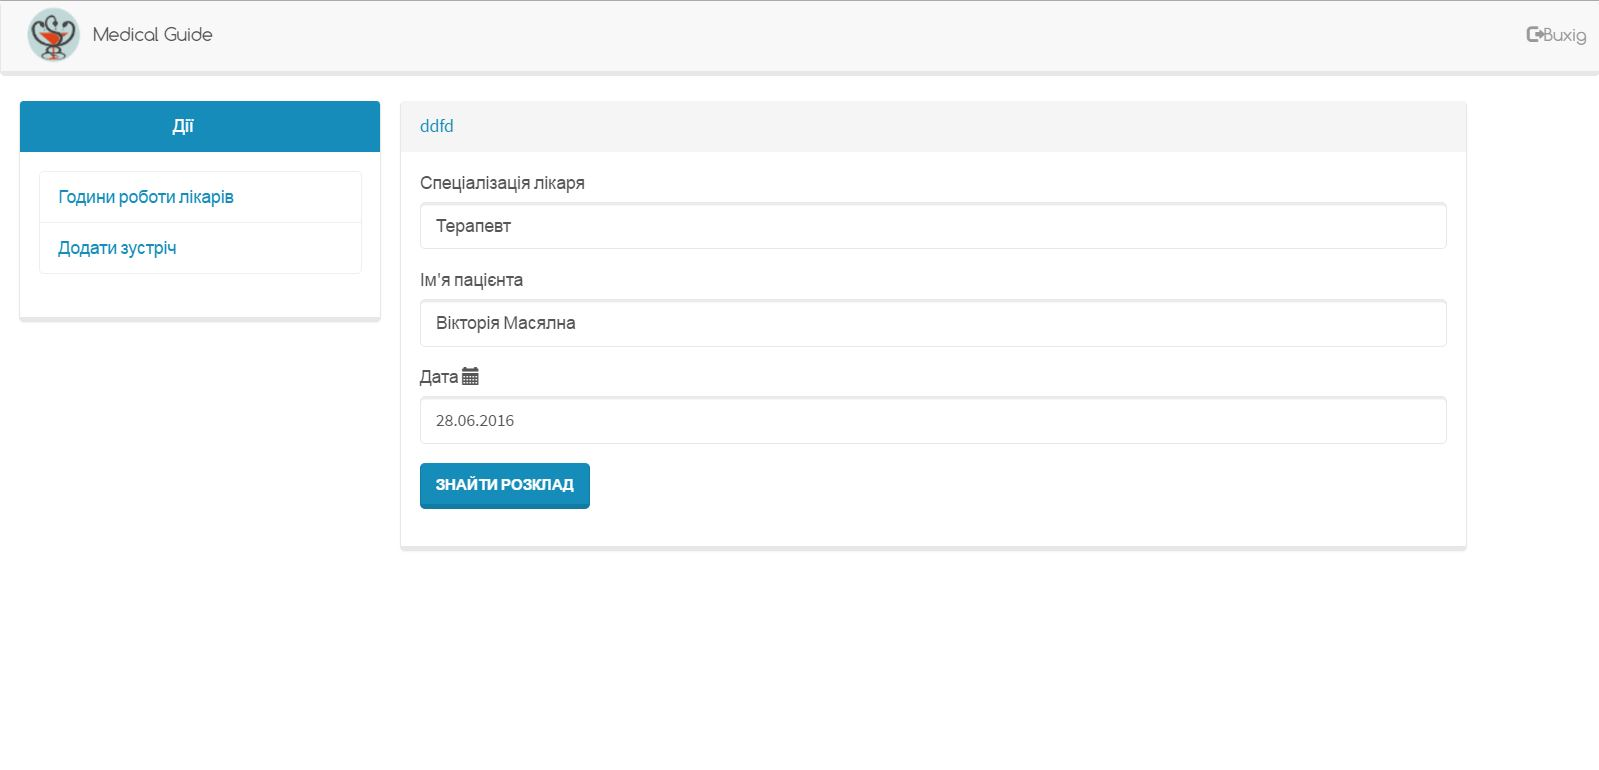 Medical Guide
Вихід
Дії
Години роботи лікарів
Додати зустріч
ddfd
Спеціалізація лікаря
Терапевт
Ім'я пацієнта
Вікторія Масялна
Дата
28.06.2016
ЗНАЙТИ РОЗКЛАД